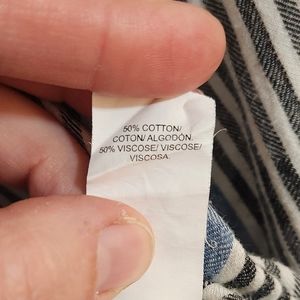 50% COTTON/
COTON/ ALGODÓN.
50% VISCOSE/ VISCOSE/
VISCOSA.